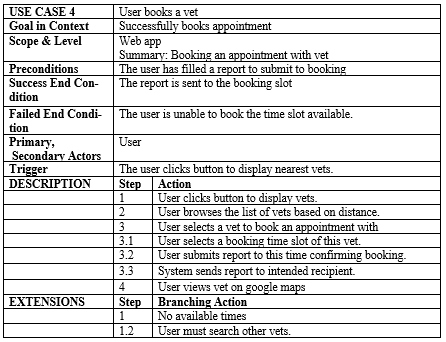 USE CASE 4 User books a vet
Goal in Context Successfully books appointment
Scope & Level Web app
Summary: Booking an appointment with vet
Preconditions The user has filled a report to submit to booking
Success End Con- The report is sent to the booking slot
dition
Failed End Condi- The user is unable to book the time slot available.
tion
Primary, User
Secondary Actors
Trigger The user clicks button to display nearest vets.
DESCRIPTION Step Action
1 User clicks button to display vets.
2 User browses the list of vets based on distance.
3 User selects a vet to book an appointment with
3.1 User selects a booking time slot of this vet.
3.2 User submits report to this time confirming booking.
3.3 System sends report to intended recipient.
4 User views vet on google maps
EXTENSIONS Step Branching Action
1 No available times
1.2 User must search other vets.